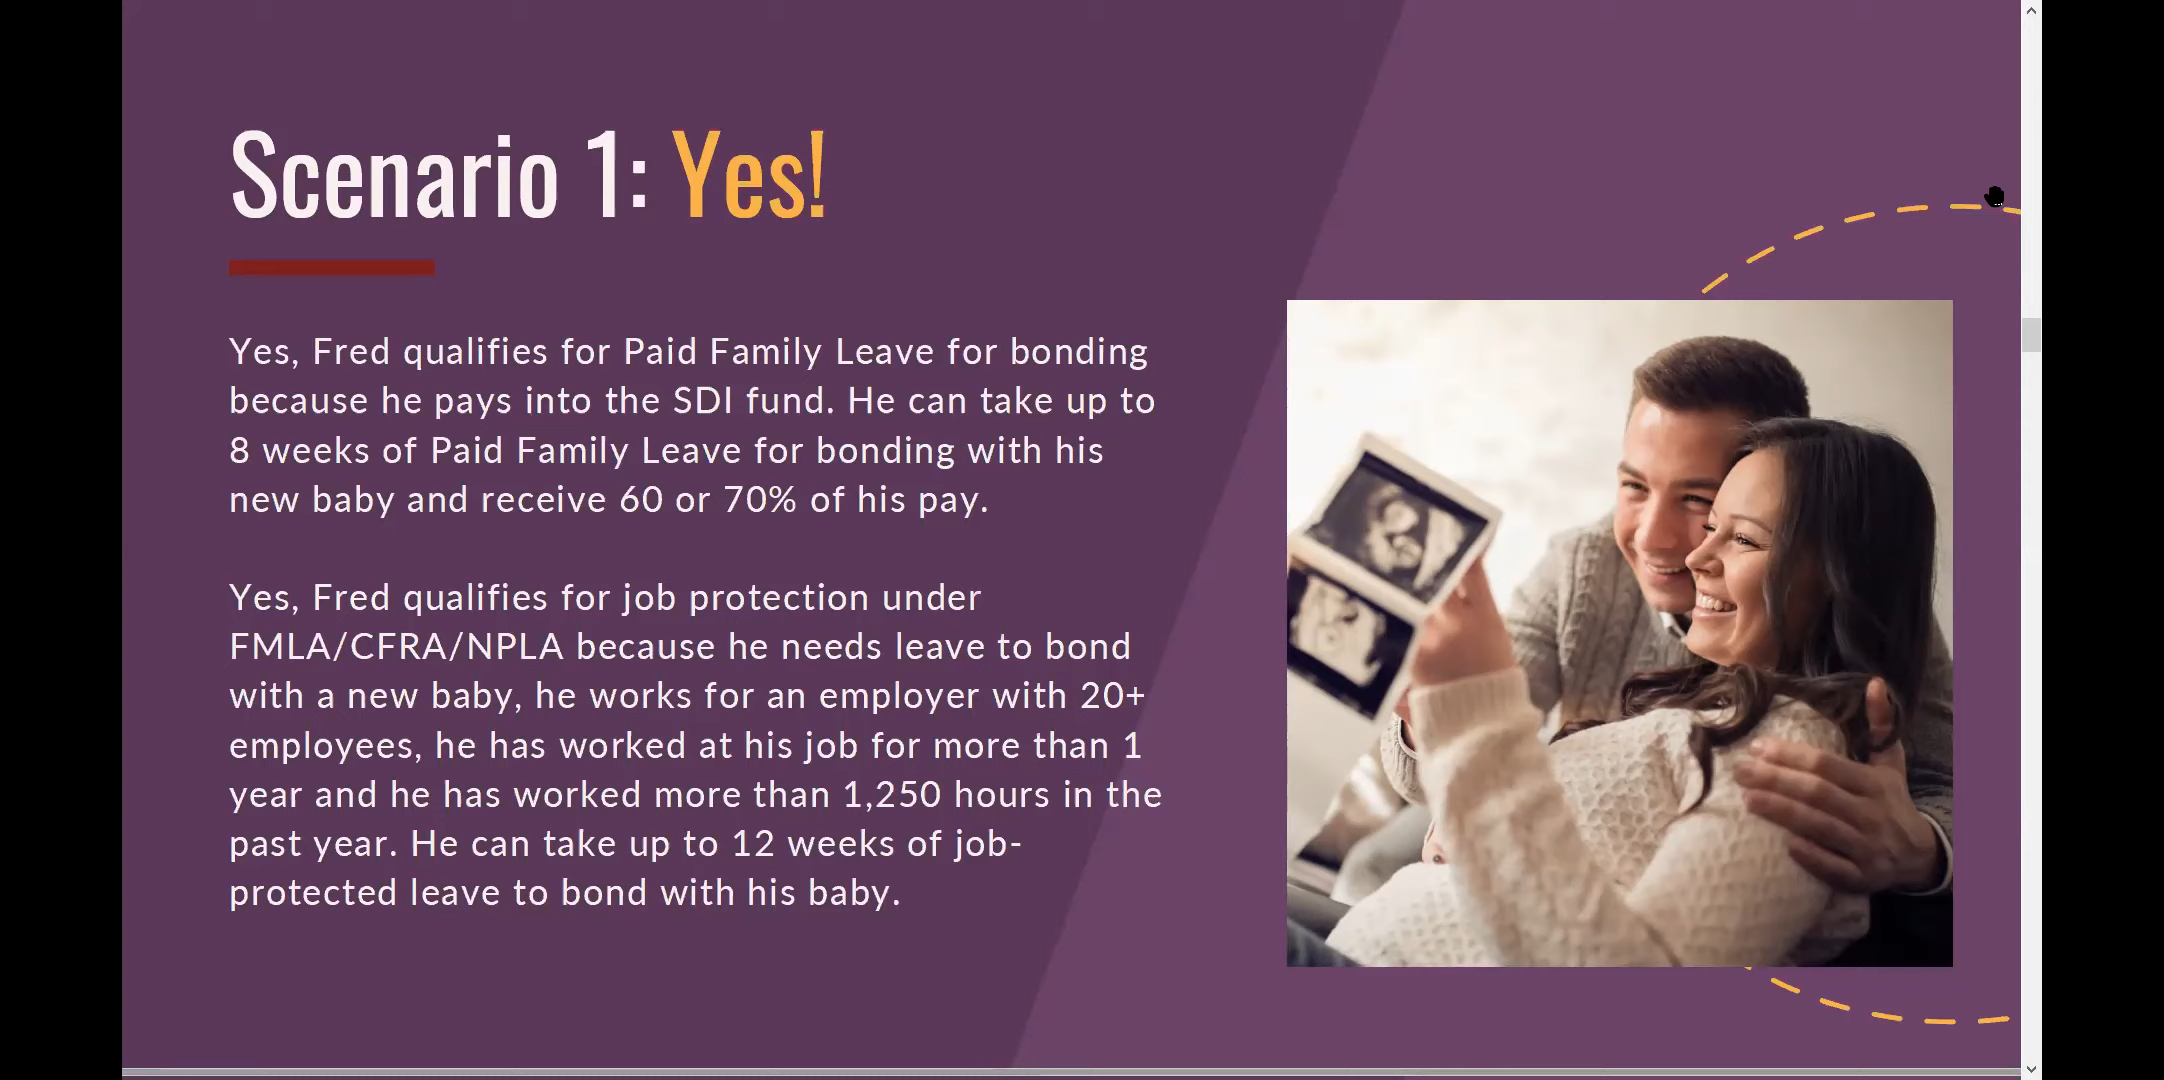 Scenario 1: Yes!
Yes, Fred qualifies for Paid Family Leave for bonding
because he pays into the SDI fund. He can take up to
8 weeks of Paid Family Leave for bonding with his
new baby and receive 60 or 70% of his pay.
Yes, Fred qualifies for job protection under
FMLA/CFRA/NPLA because he needs leave to bond
with a new baby, he works for an employer with 20+
employees, he has worked at his job for more than 1
year and he has worked more than 1,250 hours in the
past year. He can take up to 12 weeks of job-
protected leave to bond with his baby.